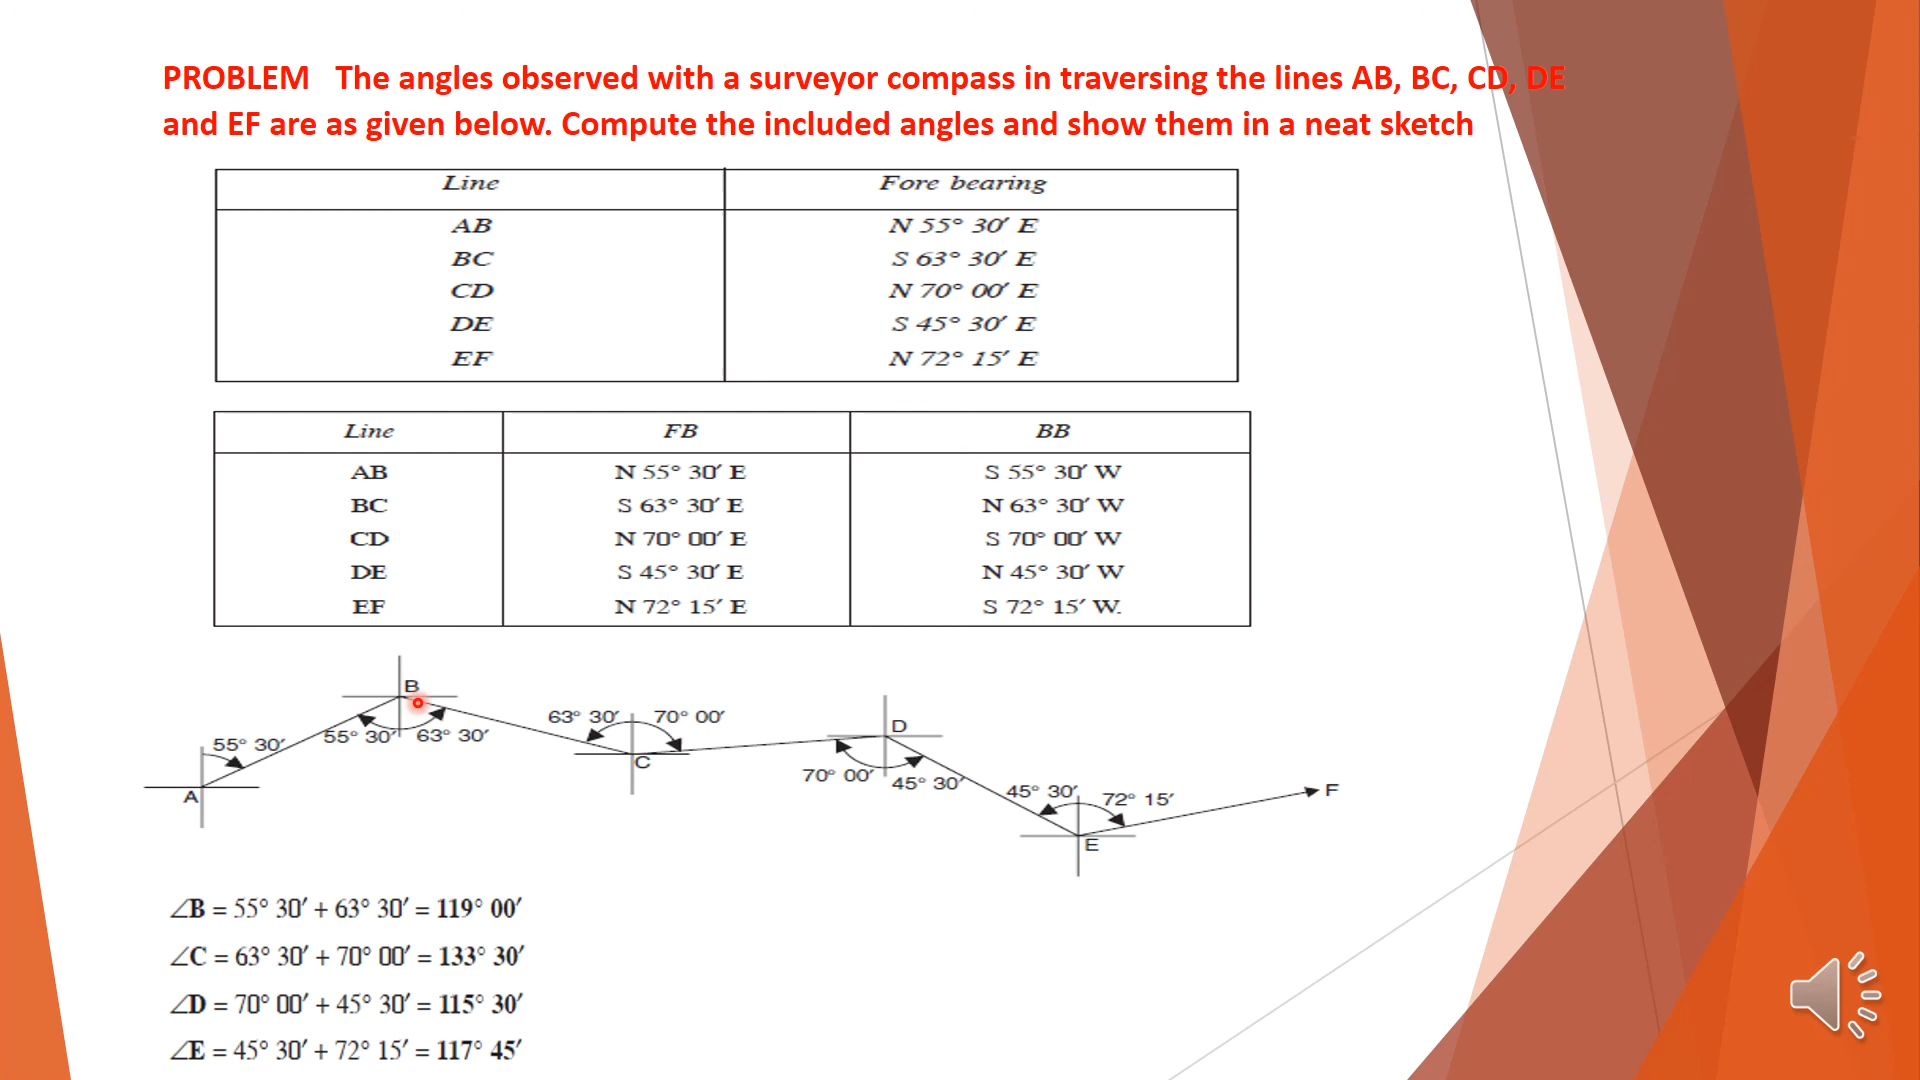 PROBLEM The angles observed with a surveyor compass in traversing the lines AB, BC, CD, DE
and EF are as given below. Compute the included angles and show them in a neat sketch
Line Fore bearing
AB N 55° 30′ E
BC S 63° 30′ E
CD N 70° 00′ E
DE S 45° 30′ E
EF N 72° 15′ E
Line FB BB
AB N 55° 30′ E S 55° 30′ W
BC S 63° 30′ E N 63° 30′ W
CD N 70° 00′ E S 70° 00′ W
DE S 45° 30′ E N 45° 30′ W
EF N 72° 15′ E S 72° 15′ W.
B
55° 30′
55° 30′ 63° 30′
A
63° 30′ 70° 00′
C
D
70° 00′ 45° 30′
45° 30′ 72° 15′
E
F
∠B = 55° 30′ + 63° 30′ = 119° 00′
∠C = 63° 30′ + 70° 00′ = 133° 30′
∠D = 70° 00′ + 45° 30′ = 115° 30′
∠E = 45° 30′ + 72° 15′ = 117° 45′